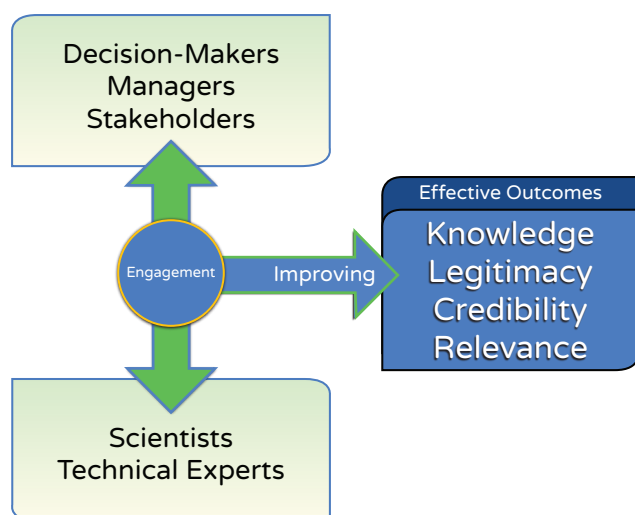 Decision-Makers
Managers
Stakeholders
Effective Outcomes
Knowledge
Legitimacy
Credibility
Relevance
Engagement
Improving
Scientists
Technical Experts